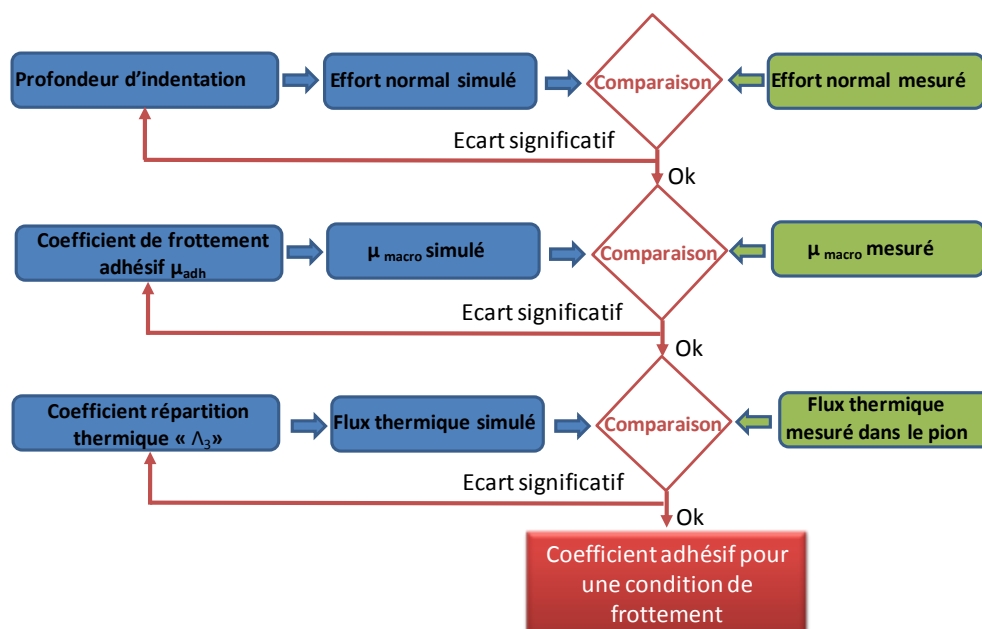 Profondeur d'indentation
Effort normal simulé
Comparaison
Effort normal mesuré
Ecart significatif
Ok
Coefficient de frottement
adhésif μadh
μ macro simulé
Comparaison
μ macro mesuré
Ecart significatif
Ok
Coefficient répartition
thermique « Λ3»
Flux thermique simulé
Comparaison
Flux thermique
mesuré dans le pion
Ecart significatif
Ok
Coefficient adhésif pour
une condition de
frottement